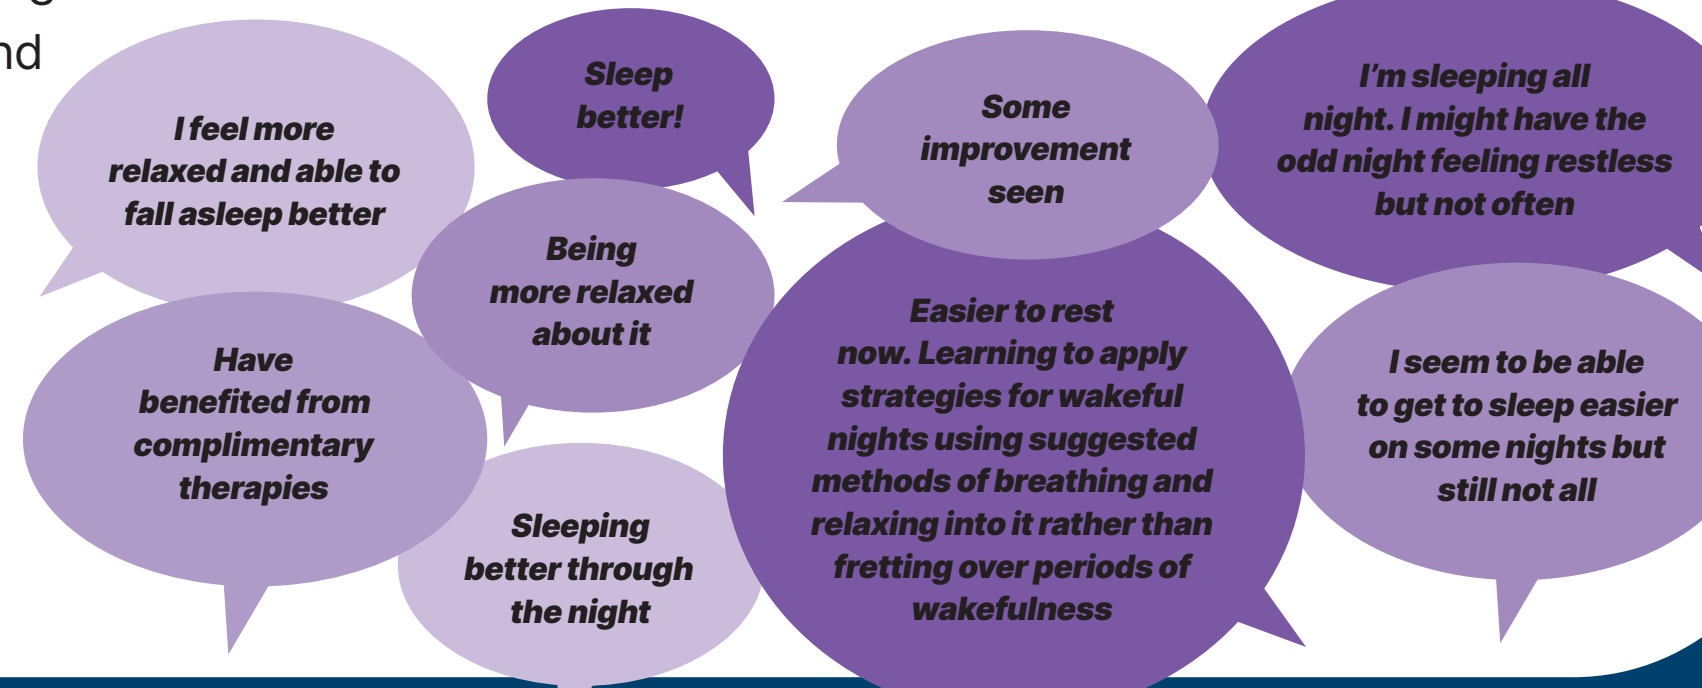 nd
I feel more
relaxed and able to
fall asleep better
Sleep
better!
Some
improvement
seen
I'm sleeping all
night. I might have the
odd night feeling restless
but not often
Being
more relaxed
about it
Have
benefited from
complimentary
therapies
Easier to rest
now. Learning to apply
strategies for wakeful
nights using suggested
methods of breathing and
relaxing into it rather than
fretting over periods of
wakefulness
I seem to be able
to get to sleep easier
on some nights but
still not all
Sleeping
better through
the night